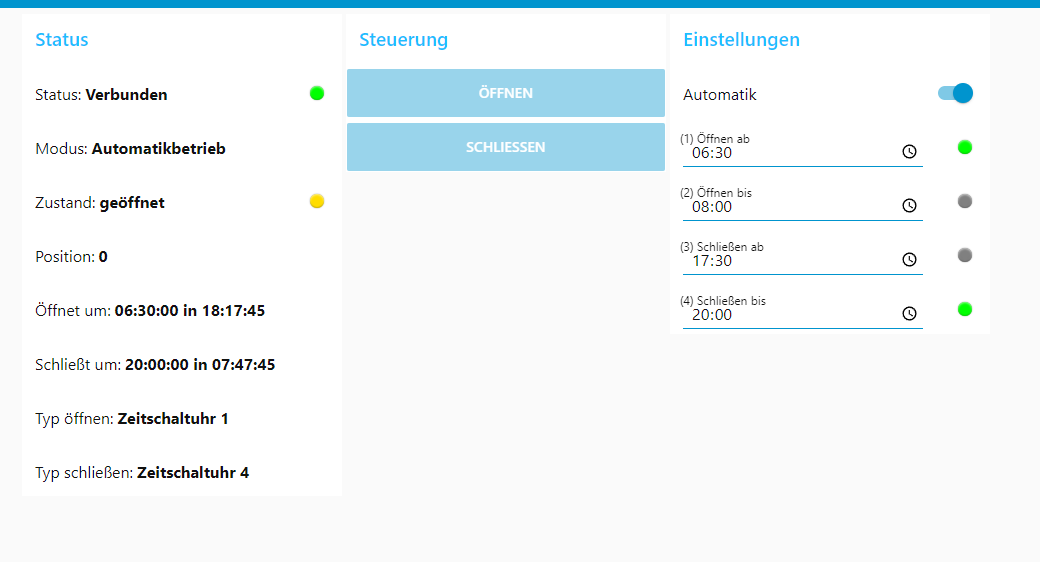 Status
Status: Verbunden
Modus: Automatikbetrieb
Zustand: geöffnet
Position: 0
Öffnet um: 06:30:00 in 18:17:45
Schließt um: 20:00:00 in 07:47:45
Typ öffnen: Zeitschaltuhr 1
Typ schließen: Zeitschaltuhr 4
Steuerung
ÖFFNEN
SCHLIESSEN
Einstellungen
Automatik
(1) Öffnen ab
06:30
(2) Öffnen bis
08:00
(3) Schließen ab
17:30
(4) Schließen bis
20:00